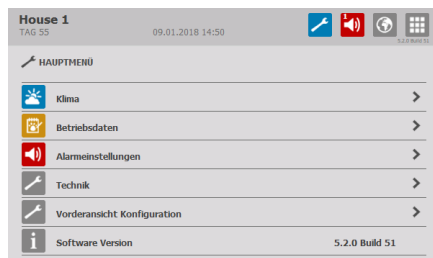 House 1
TAG 55 09.01.2018 14:50
1
5.2.0 Build 51
HAUPTMENÜ
Klima
Betriebsdaten
Alarmeinstellungen
Technik
Vorderansicht Konfiguration
Software Version 5.2.0 Build 51